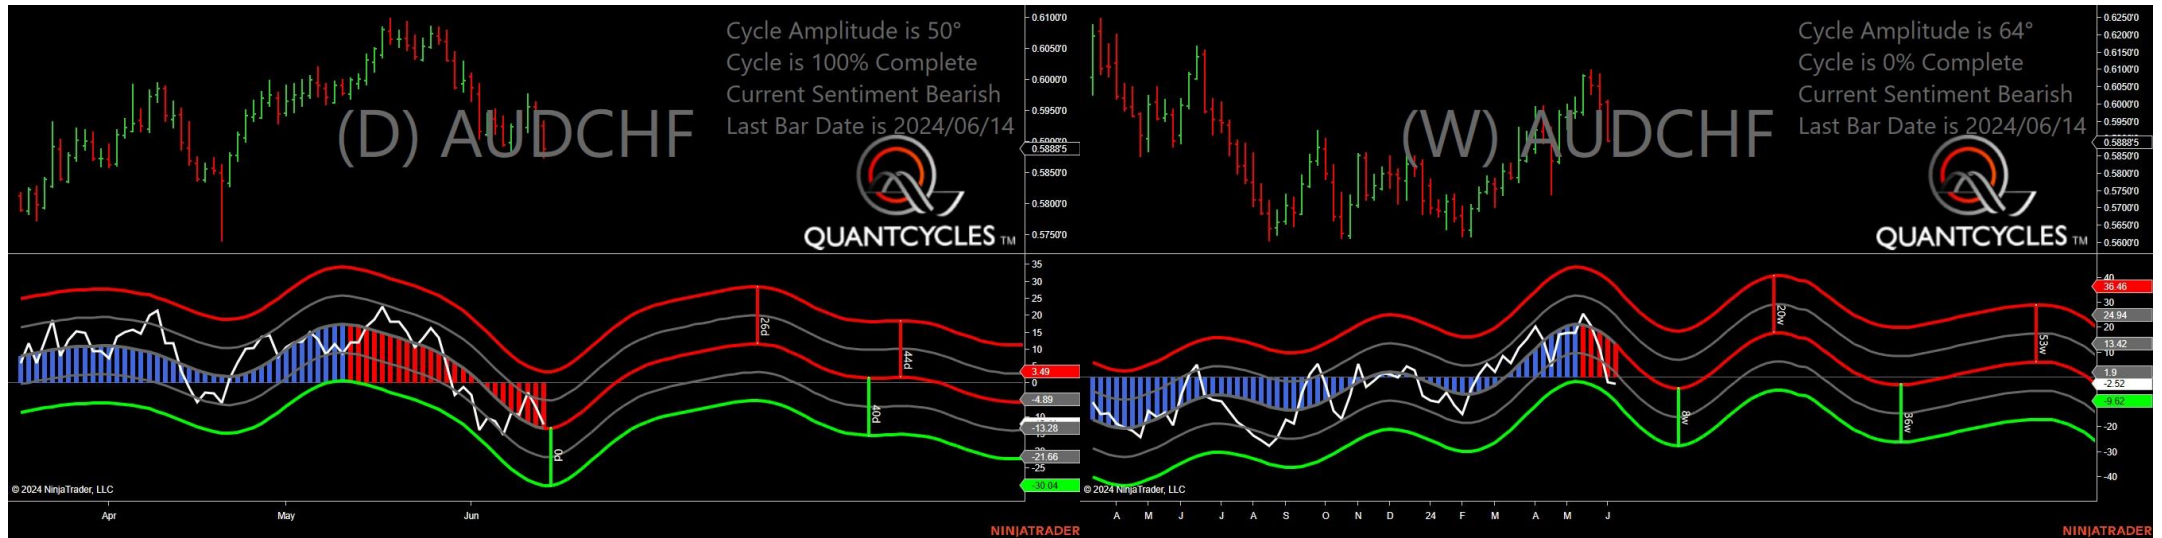 Cycle Amplitude is 50°
Cycle is 100% Complete
Current Sentiment Bearish
Last Bar Date is 2024/06/14
(D) AUDCHF
QUANTCYCLES TM
0.6100'0
0.6050'0
0.6000'0
0.5950'0
0.5888'5
0.5850'0
0.5800'0
0.5750'0
35
30
25
20
15
10
3.49
0
-4.89
-13.28
-21.66
-25
-30.04
26d
44d
40d
0d
© 2024 NinjaTrader, LLC
Apr May Jun
NINJATRADER
Cycle Amplitude is 64°
Cycle is 0% Complete
Current Sentiment Bearish
Last Bar Date is 2024/06/14
(W) AUDCHF
QUANTCYCLES TM
0.6250'0
0.6200'0
0.6150'0
0.6100'0
0.6050'0
0.6000'0
0.5950'0
0.5888'5
0.5850'0
0.5800'0
0.5750'0
0.5700'0
0.5650'0
0.5600'0
40
36.46
30
24.94
20
13.42
10
1.9
-2.52
-9.62
-20
-30
-40
20w
53w
8w
36w
© 2024 NinjaTrader, LLC
A M J J A S O N D 24 F M A M J
NINJATRADER